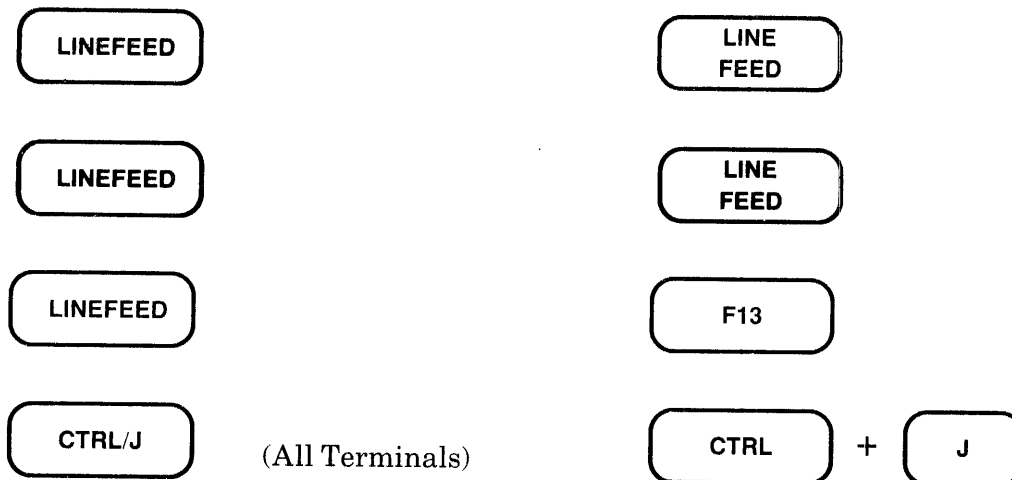 LINEFEED
LINE
FEED
LINEFEED
LINE
FEED
LINEFEED
F13
CTRL/J
(All Terminals)
CTRL
+
J